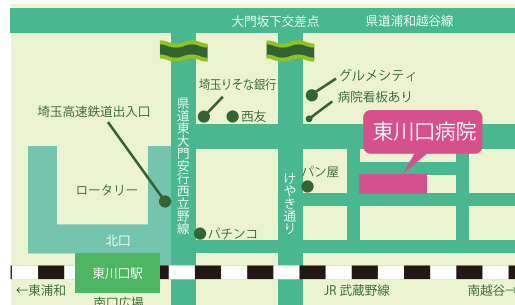 大門坂下交差点
県道浦和越谷線
グルメシティ
埼玉りそな銀行
病院看板あり
埼玉高速鉄道出入口
西友
県道東大門安行西立野線
東川口病院
けやき通り
パン屋
ロータリー
パチンコ
北口
東川口駅
←東浦和
JR 武蔵野線
南越谷→
南口広場